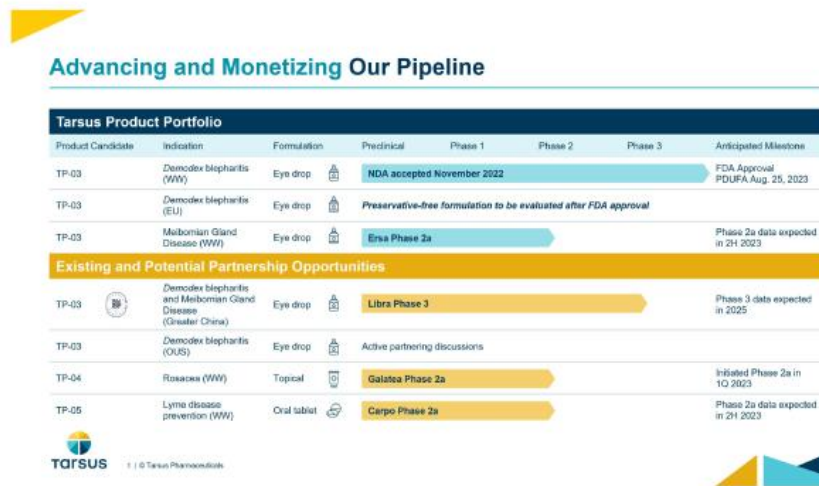 Advancing and Monetizing Our Pipeline
Tarsus Product Portfolio
Product Candidate Indication Formulation Preclinical Phase 1 Phase 2 Phase 3 Anticipated Milestone
TP-03 Demodex blepharitis (WW) Eye drop NDA accepted November 2022 FDA Approval PDUFA Aug. 25, 2023
TP-03 Demodex blepharitis (EU) Eye drop Preservative-free formulation to be evaluated after FDA approval
TP-03 Meibomian Gland Disease (WW) Eye drop Ersa Phase 2a Phase 2a data expected in 2H 2023
Existing and Potential Partnership Opportunities
TP-03 Demodex blepharitis and Meibomian Gland Disease (Greater China) Eye drop Libra Phase 3 Phase 3 data expected in 2025
TP-03 Demodex blepharitis (OUS) Eye drop Active partnering discussions
TP-04 Rosacea (WW) Topical Galatea Phase 2a Initiated Phase 2a in 1Q 2023
TP-05 Lyme disease prevention (WW) Oral tablet Carpo Phase 2a Phase 2a data expected in 2H 2023
Tarsus
1 | © Tarsus Pharmaceuticals